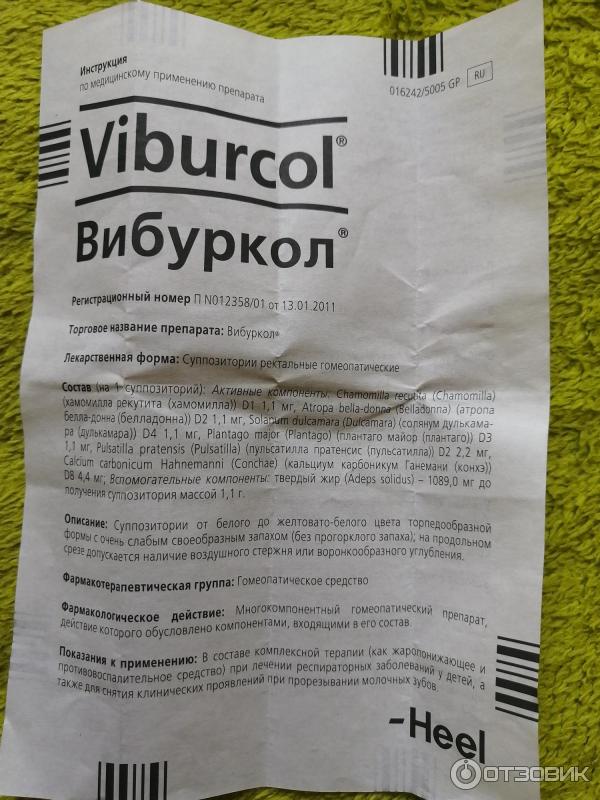 Инструкция
по медицинскому применению препарата
016242/5005 GP
RU
Viburcol®
Вибуркол®
Регистрационный номер П N012358/01 от 13.01.2011
Торговое название препарата: Вибуркол®
Лекарственная форма: Суппозитории ректальные гомеопатические
Состав (на 1 суппозиторий): Активные компоненты: Chamomilla recutita (Chamomilla)
(хамомилла рекутита (хамомилла)) D1 1,1 мг, Atropa bella-donna (Belladonna) (атропа
белла-донна (белладонна)) D2 1,1 мг, Solanum dulcamara (Dulcamara) (солянум дулькама-
ра (дулькамара)) D4 1,1 мг, Plantago major (Plantago) (плантаго майор (плантаго)) D3
1,1 мг, Pulsatilla pratensis (Pulsatilla) (пульсатилла пратенсис (пульсатилла)) D2 2,2 мг,
Calcium carbonicum Hahnemanni (Conchae) (кальциум карбоникум Ганемани (конхэ))
D8 4,4 мг; Вспомогательные компоненты: твердый жир (Adeps solidus) – 1089,0 мг до
получения суппозитория массой 1,1 г.
Описание: Суппозитории от белого до желтовато-белого цвета торпедообразной
формы с очень слабым своеобразным запахом (без прогорклого запаха); на продольном
срезе допускается наличие воздушного стержня или воронкообразного углубления.
Фармакотерапевтическая группа: Гомеопатическое средство
Фармакологическое действие: Многокомпонентный гомеопатический препарат,
действие которого обусловлено компонентами, входящими в его состав.
Показания к применению: В составе комплексной терапии (как жаропонижающее и
противовоспалительное средство) при лечении респираторных заболеваний у детей, а
также для снятия клинических проявлений при прорезывании молочных зубов.
-Heel
ОТЗОВИК